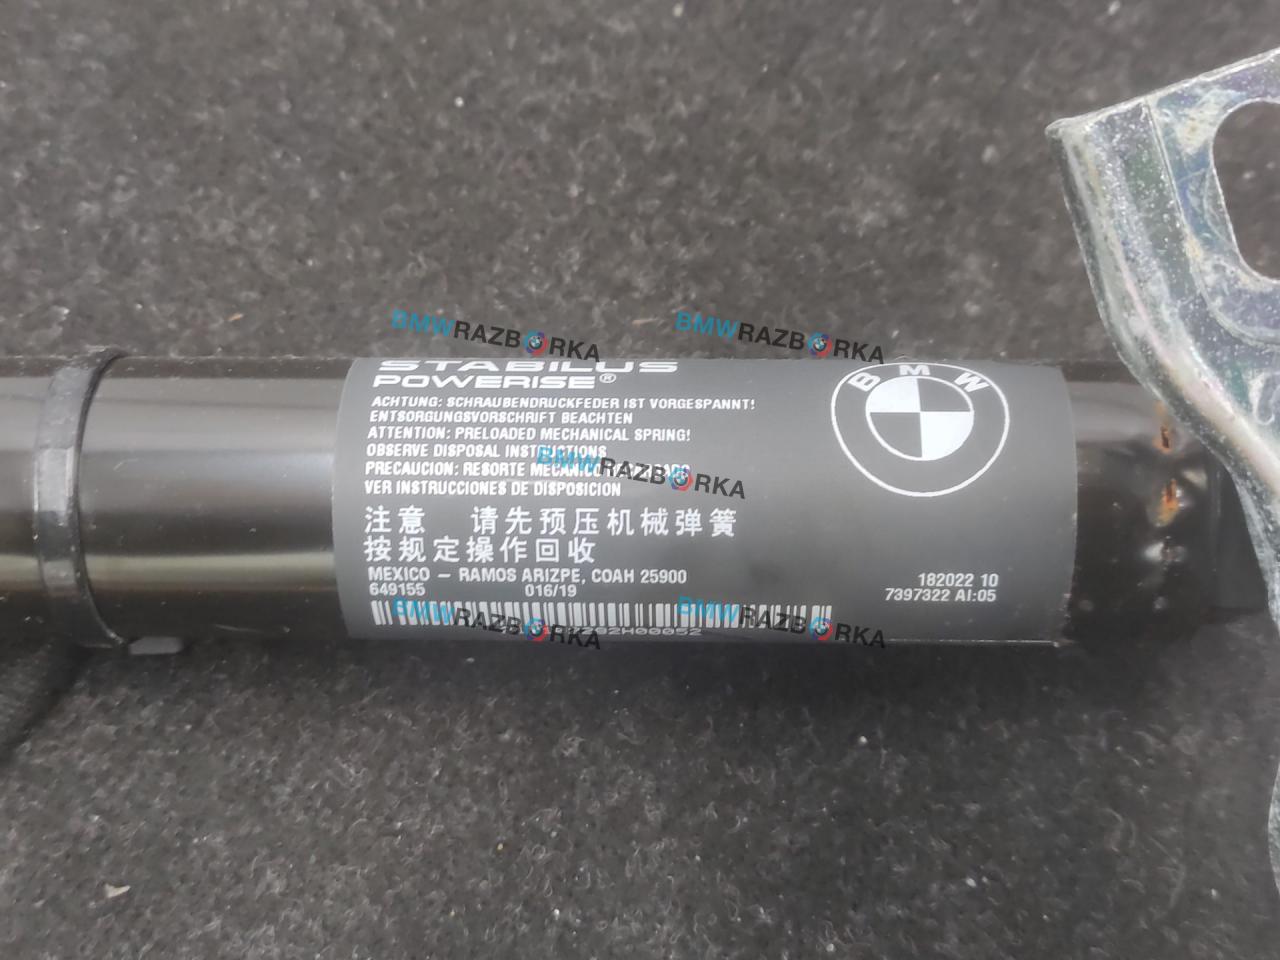 BMWRAZBORKA
BMWRAZBORKA
STABILUS
POWERISE®
BMW
ACHTUNG: SCHRAUBENDRUCKFEDER IST VORGESPANNT!
ENTSORGUNGSVORSCHRIFT BEACHTEN
ATTENTION: PRELOADED MECHANICAL SPRING!
OBSERVE DISPOSAL INSTRUCTIONS
BMWRAZBORKA
PRECAUCION: RESORTE MECANICO
VER INSTRUCCIONES DE DISPOSICION
注意 请先预压机械弹簧
按规定操作回收
MEXICO – RAMOS ARIZPE, COAH 25900
649155 016/19
182022 10
7397322 AI:05
BMWRAZBORKA
BMWRAZBORKA